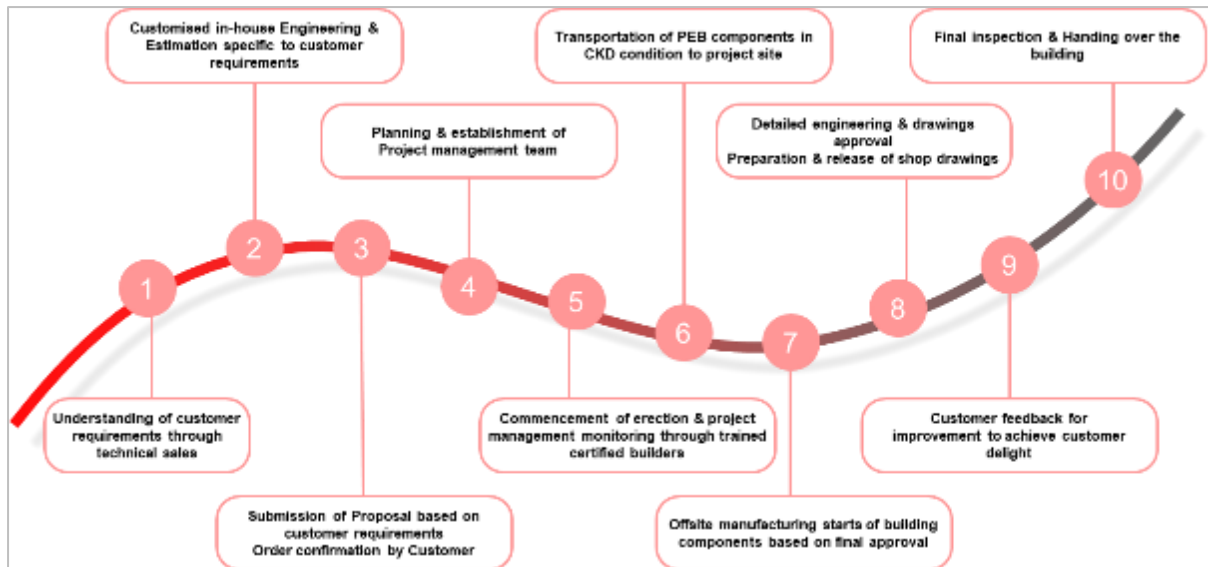 Customised in-house Engineering &
Estimation specific to customer
requirements
Transportation of PEB components in
CKD condition to project site
Final inspection & Handing over the
building
Planning & establishment of
Project management team
Detailed engineering & drawings
approval
Preparation & release of shop drawings
1
2
3
4
5
6
7
8
9
10
Understanding of customer
requirements through
technical sales
Commencement of erection & project
management monitoring through trained
certified builders
Customer feedback for
improvement to achieve customer
delight
Submission of Proposal based on
customer requirements
Order confirmation by Customer
Offsite manufacturing starts of building
components based on final approval